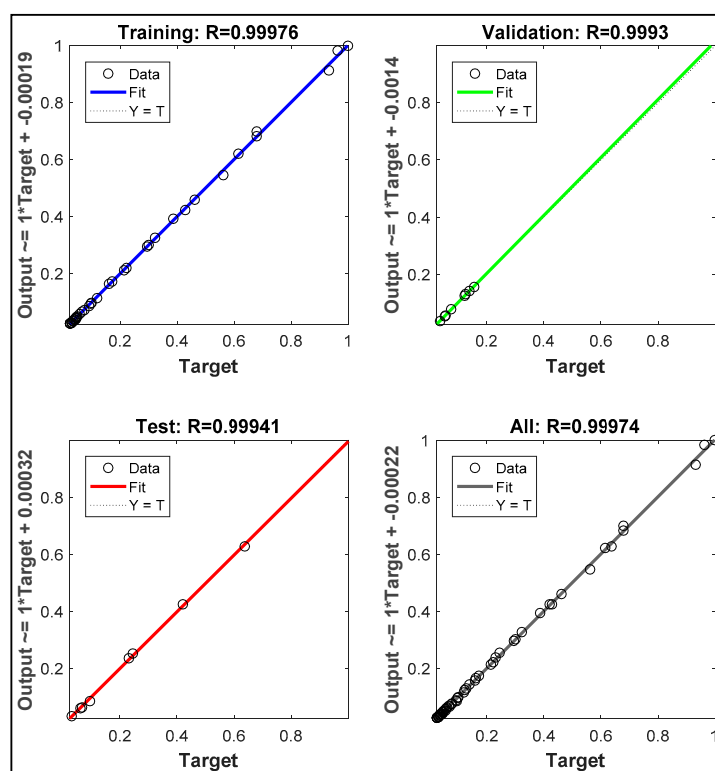 Training: R=0.99976
Output ~= 1*Target + -0.00019
1
0.8
0.6
0.4
0.2
Data
Fit
Y = T
0.2
0.4
0.6
0.8
1
Target
Validation: R=0.9993
Output ~= 1*Target + -0.0014
1
0.8
0.6
0.4
0.2
Data
Fit
Y = T
0.2
0.4
0.6
0.8
1
Target
Test: R=0.99941
Output ~= 1*Target + 0.00032
1
0.8
0.6
0.4
0.2
Data
Fit
Y = T
0.2
0.4
0.6
0.8
1
Target
All: R=0.99974
Output ~= 1*Target + -0.00022
1
0.8
0.6
0.4
0.2
Data
Fit
Y = T
0.2
0.4
0.6
0.8
1
Target